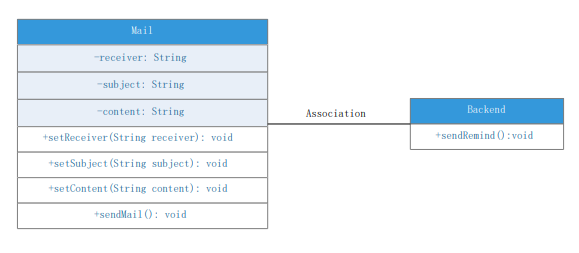 Mail
-receiver: String
-subject: String
-content: String
+setReceiver(String receiver): void
+setSubject(String subject): void
+setContent(String content): void
+sendMail(): void
Association
Backend
+sendRemind():void